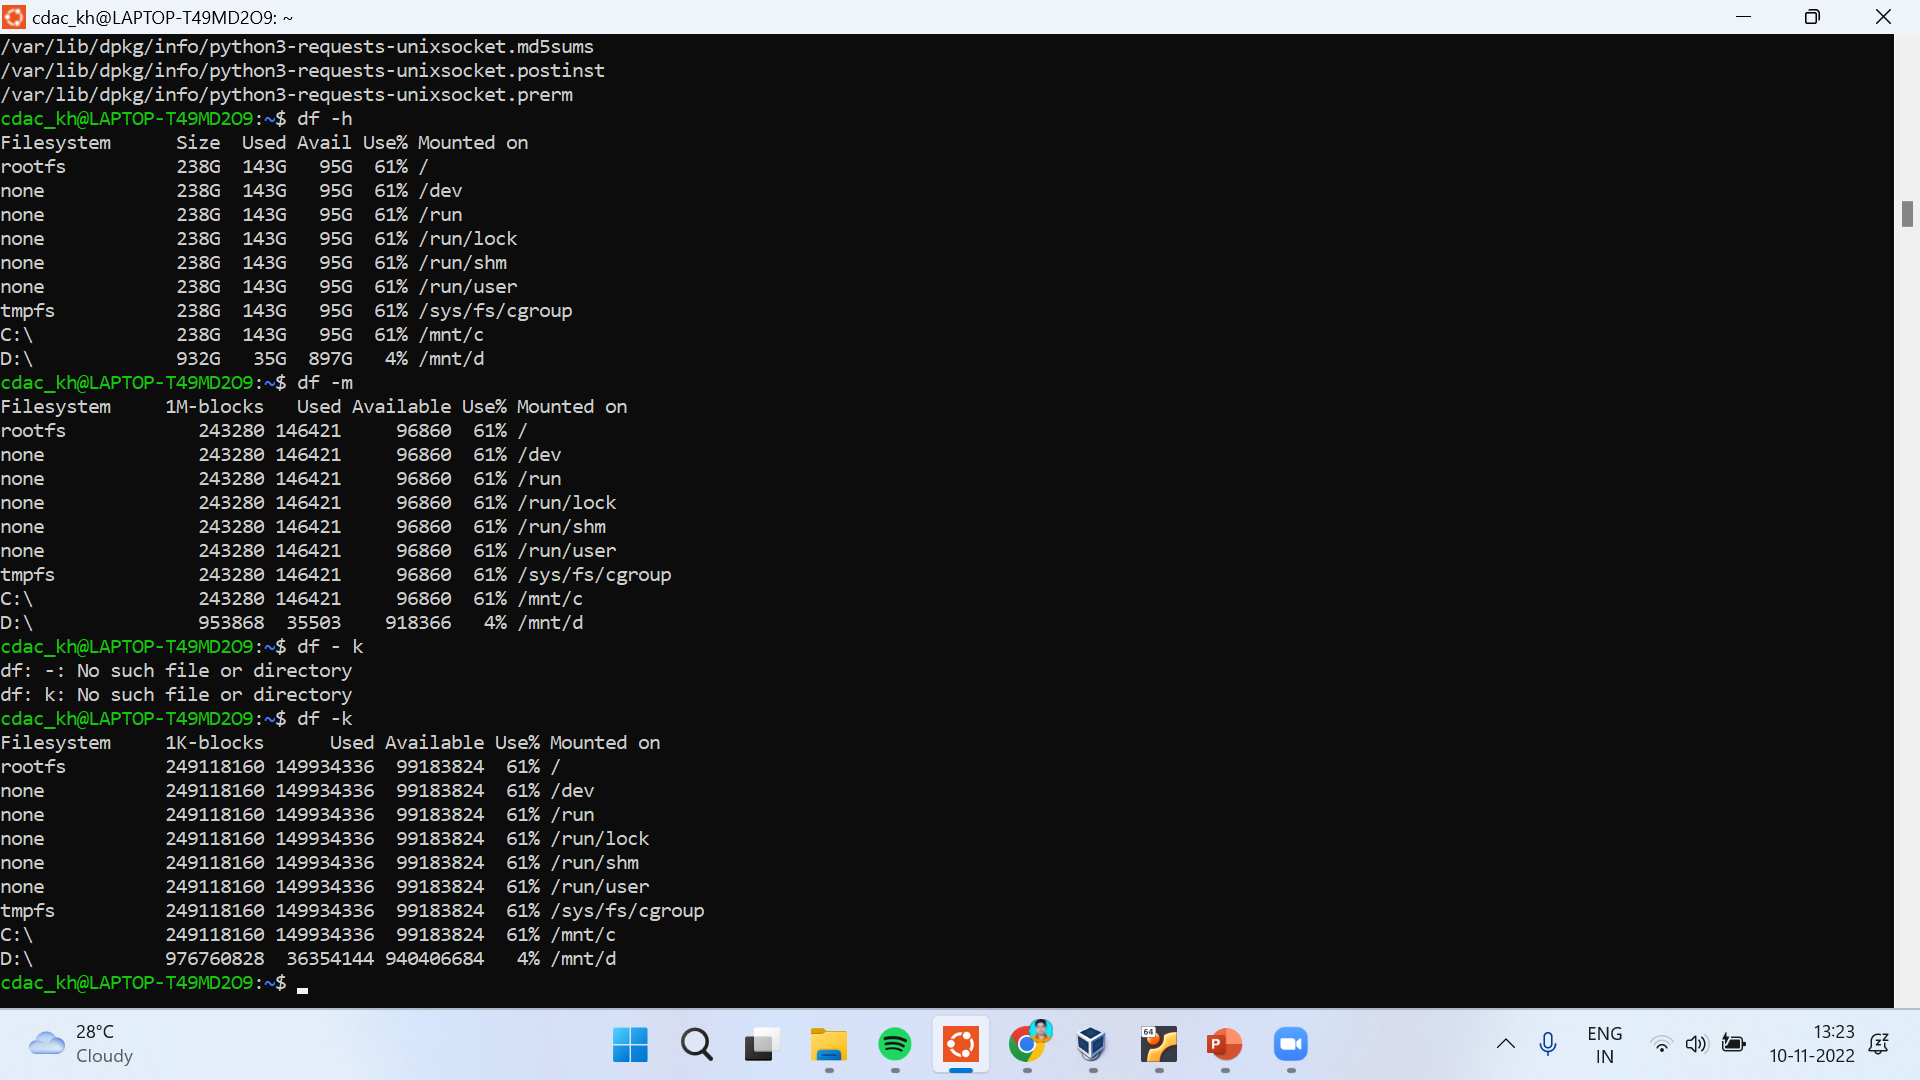 cdac_kh@LAPTOP-T49MD2O9: ~
/var/lib/dpkg/info/python3-requests-unixsocket.md5sums
/var/lib/dpkg/info/python3-requests-unixsocket.postinst
/var/lib/dpkg/info/python3-requests-unixsocket.prerm
cdac_kh@LAPTOP-T49MD2O9:~$ df -h
Filesystem      Size  Used Avail Use% Mounted on
rootfs          238G  143G   95G  61% /
none            238G  143G   95G  61% /dev
none            238G  143G   95G  61% /run
none            238G  143G   95G  61% /run/lock
none            238G  143G   95G  61% /run/shm
none            238G  143G   95G  61% /run/user
tmpfs           238G  143G   95G  61% /sys/fs/cgroup
C:\             238G  143G   95G  61% /mnt/c
D:\             932G   35G  897G   4% /mnt/d
cdac_kh@LAPTOP-T49MD2O9:~$ df -m
Filesystem     1M-blocks   Used Available Use% Mounted on
rootfs            243280 146421     96860  61% /
none              243280 146421     96860  61% /dev
none              243280 146421     96860  61% /run
none              243280 146421     96860  61% /run/lock
none              243280 146421     96860  61% /run/shm
none              243280 146421     96860  61% /run/user
tmpfs             243280 146421     96860  61% /sys/fs/cgroup
C:\               243280 146421     96860  61% /mnt/c
D:\               953868  35503    918366   4% /mnt/d
cdac_kh@LAPTOP-T49MD2O9:~$ df - k
df: -: No such file or directory
df: k: No such file or directory
cdac_kh@LAPTOP-T49MD2O9:~$ df -k
Filesystem     1K-blocks      Used Available Use% Mounted on
rootfs         249118160 149934336  99183824  61% /
none           249118160 149934336  99183824  61% /dev
none           249118160 149934336  99183824  61% /run
none           249118160 149934336  99183824  61% /run/lock
none           249118160 149934336  99183824  61% /run/shm
none           249118160 149934336  99183824  61% /run/user
tmpfs          249118160 149934336  99183824  61% /sys/fs/cgroup
C:\            249118160 149934336  99183824  61% /mnt/c
D:\            976760828  36354144 940406684   4% /mnt/d
cdac_kh@LAPTOP-T49MD2O9:~$
28°C
Cloudy
64
P
ENG
IN
13:23
10-11-2022